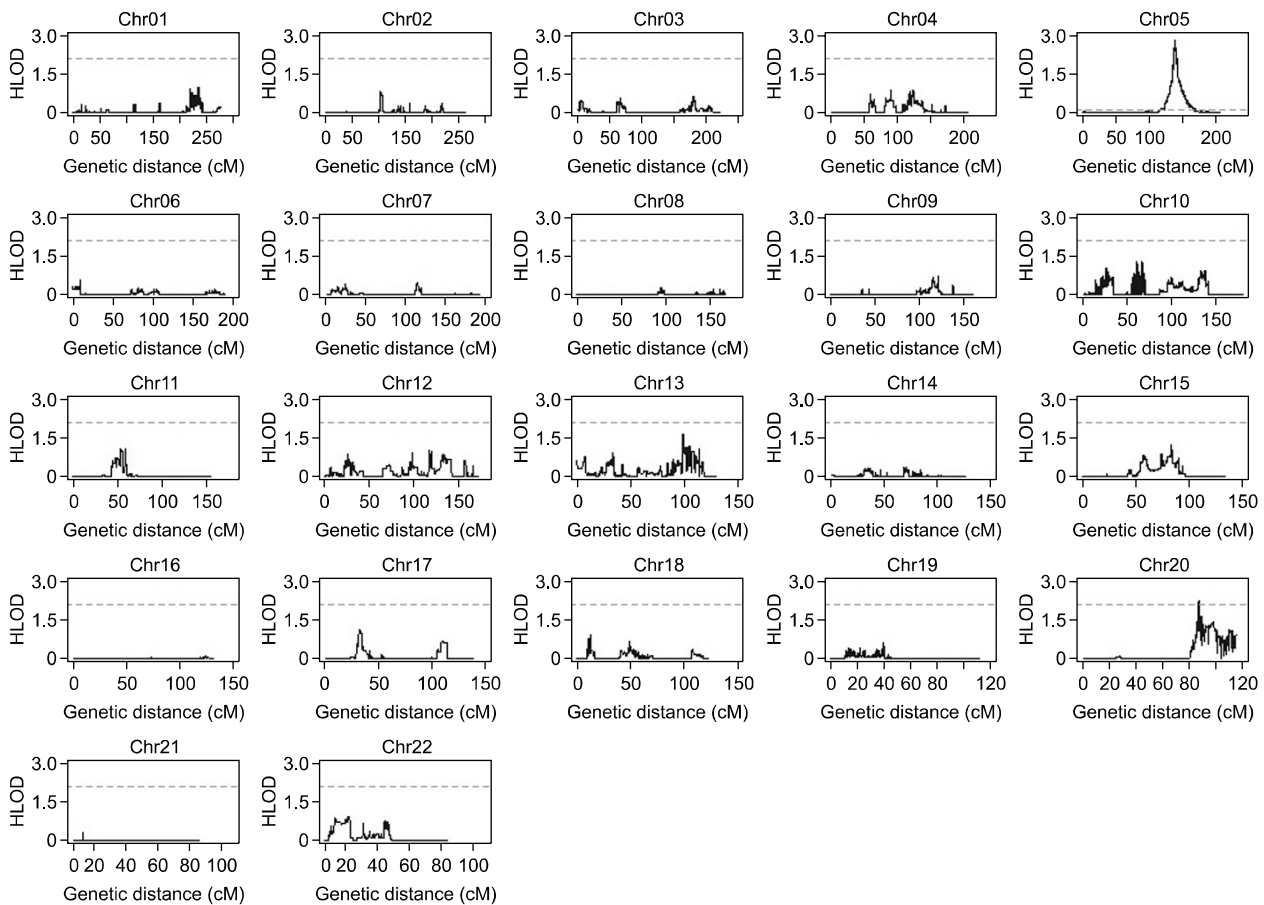 Chr01
3.0
1.5
0
HLOD
0 50 150 250
Genetic distance (cM)
Chr02
3.0
1.5
0
HLOD
0 50 150 250
Genetic distance (cM)
Chr03
3.0
1.5
0
HLOD
0 50 100 200
Genetic distance (cM)
Chr04
3.0
1.5
0
HLOD
0 50 100 200
Genetic distance (cM)
Chr05
3.0
1.5
0
HLOD
0 50 100 200
Genetic distance (cM)
Chr06
3.0
1.5
0
HLOD
0 50 100 150 200
Genetic distance (cM)
Chr07
3.0
1.5
0
HLOD
0 50 100 150 200
Genetic distance (cM)
Chr08
3.0
1.5
0
HLOD
0 50 100 150
Genetic distance (cM)
Chr09
3.0
1.5
0
HLOD
0 50 100 150
Genetic distance (cM)
Chr10
3.0
1.5
0
HLOD
0 50 100 150
Genetic distance (cM)
Chr11
3.0
1.5
0
HLOD
0 50 100 150
Genetic distance (cM)
Chr12
3.0
1.5
0
HLOD
0 50 100 150
Genetic distance (cM)
Chr13
3.0
1.5
0
HLOD
0 50 100 150
Genetic distance (cM)
Chr14
3.0
1.5
0
HLOD
0 50 100 150
Genetic distance (cM)
Chr15
3.0
1.5
0
HLOD
0 50 100 150
Genetic distance (cM)
Chr16
3.0
1.5
0
HLOD
0 50 100 150
Genetic distance (cM)
Chr17
3.0
1.5
0
HLOD
0 50 100 150
Genetic distance (cM)
Chr18
3.0
1.5
0
HLOD
0 50 100 150
Genetic distance (cM)
Chr19
3.0
1.5
0
HLOD
0 20 40 60 80 120
Genetic distance (cM)
Chr20
3.0
1.5
0
HLOD
0 20 40 60 80 120
Genetic distance (cM)
Chr21
3.0
1.5
0
HLOD
0 20 40 60 80 100
Genetic distance (cM)
Chr22
3.0
1.5
0
HLOD
0 20 40 60 80 100
Genetic distance (cM)